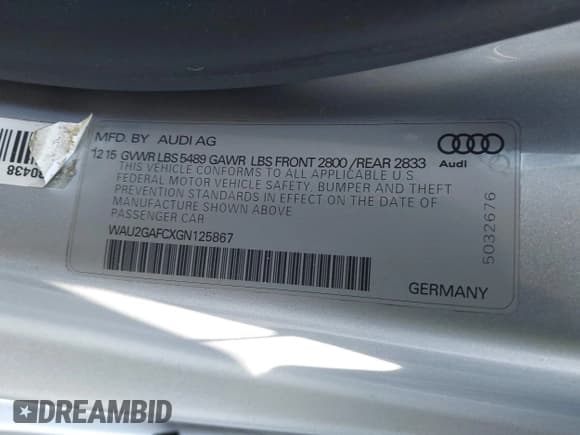 MFD. BY AUDI AG
12 15 GVWR LBS 5489 GAWR LBS FRONT 2800 /REAR 2833
THIS VEHICLE CONFORMS TO ALL APPLICABLE U S
FEDERAL MOTOR VEHICLE SAFETY, BUMPER AND THEFT
PREVENTION STANDARDS IN EFFECT ON THE DATE OF
MANUFACTURE SHOWN ABOVE
PASSENGER CAR
WAU2GAFCXGN125867
Audi
5032676
GERMANY
30438
DREAMBID